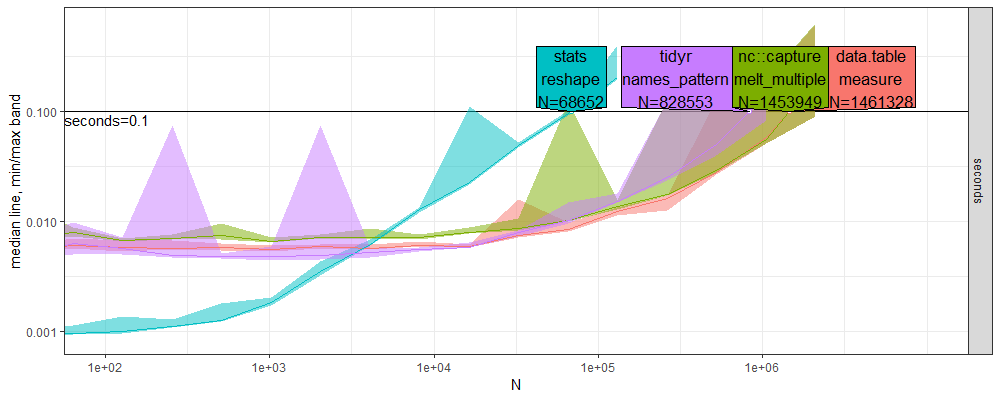 stats
reshape
N=68652
tidyr
names_pattern
N=828553
nc::capture
melt_multiple
N=1453949
data.table
measure
N=1461328
seconds=0.1
0.100
0.010
0.001
median line, min/max band
1e+02
1e+03
1e+04
1e+05
1e+06
N
seconds